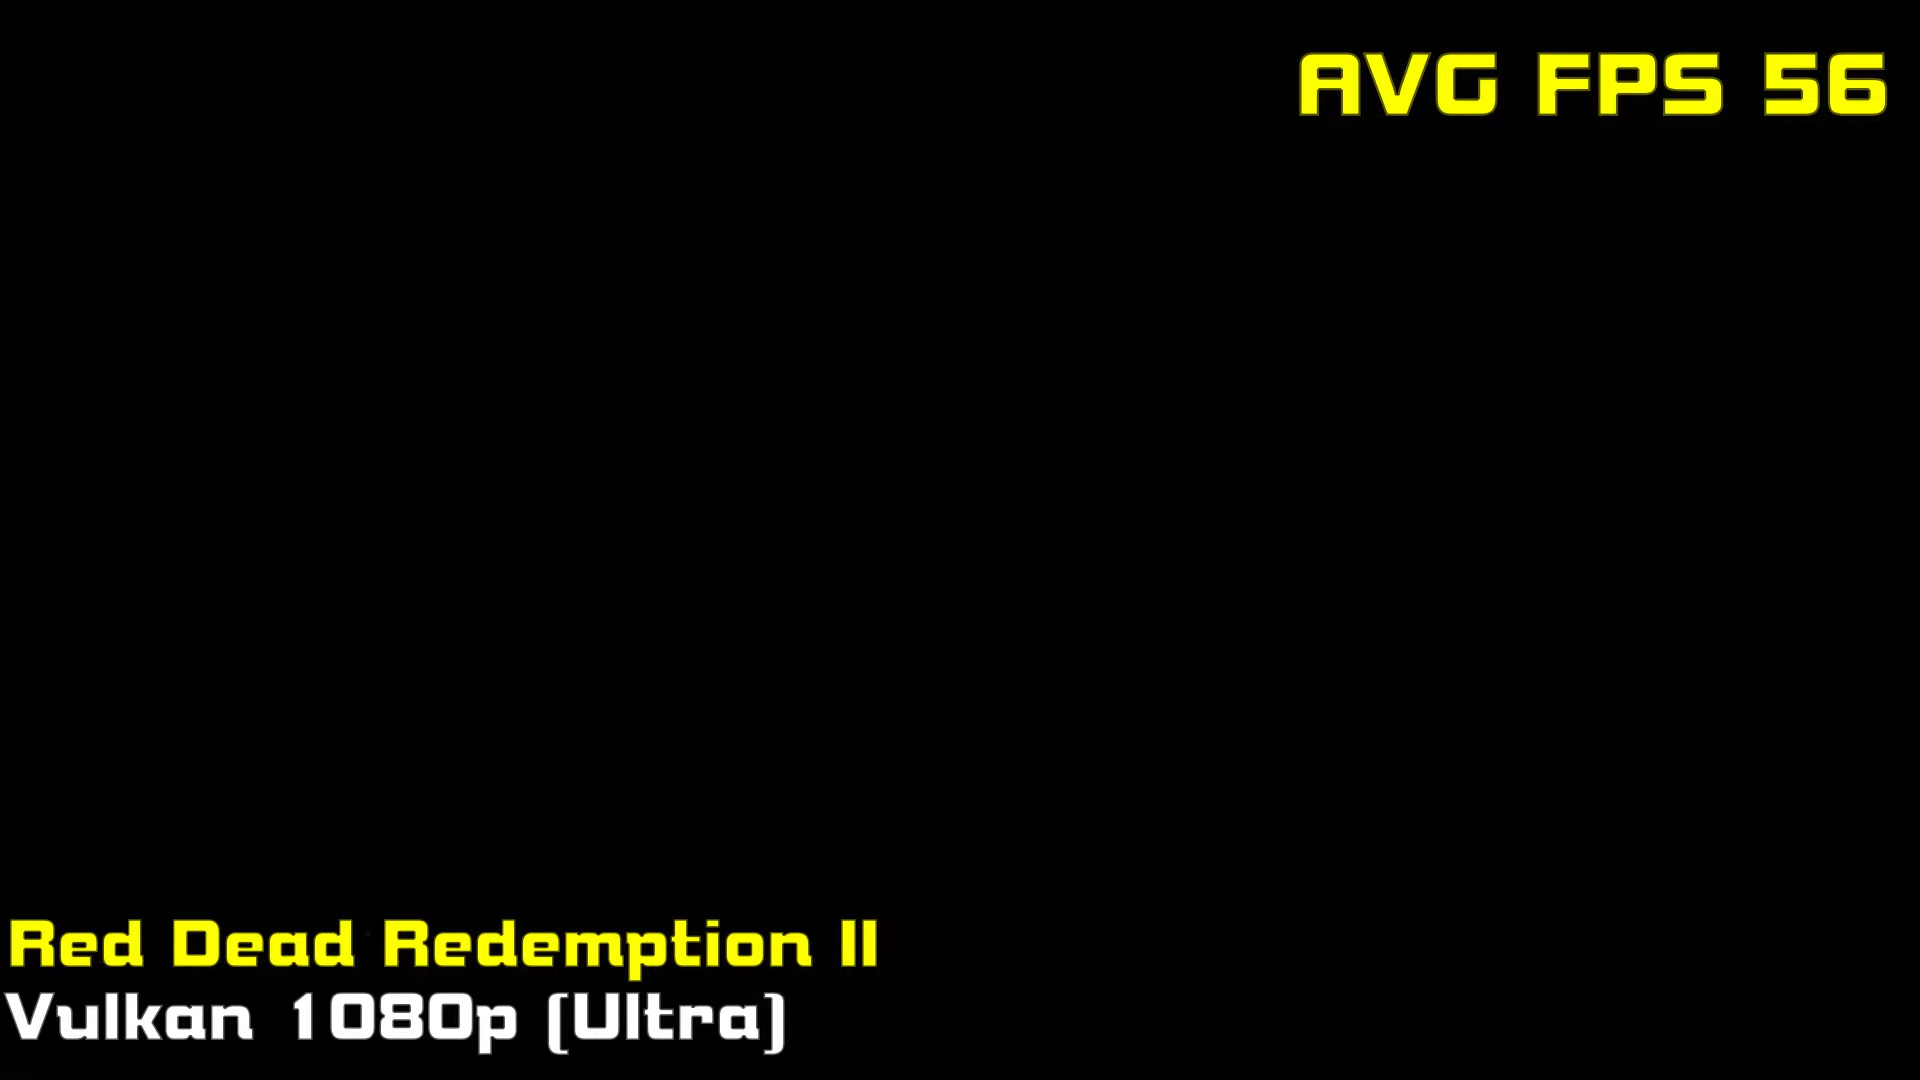 AVG FPS 56
Red Dead Redemption II
Vulkan 1080p (Ultra)